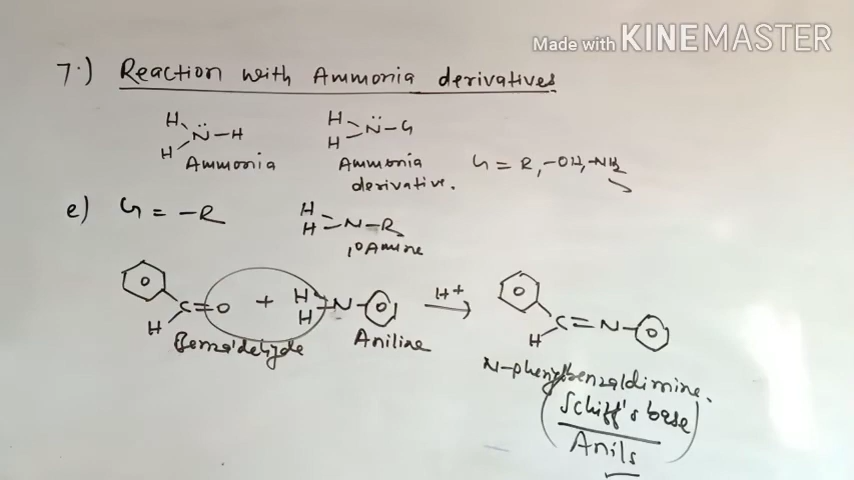 Made with KINEMASTER
7.) Reaction with Ammonia derivatives
H H N̈ - H
H H N̈ - G
Ammonia
Ammonia derivative.
G = R, -OH, -NH2
e) G = -R
H H N - R
1° Amine
H C = O + H H N H+ H C = N
Benzaldehyde
Aniline
N-phenylbenzaldimine.
(Schiff's base)
Anils